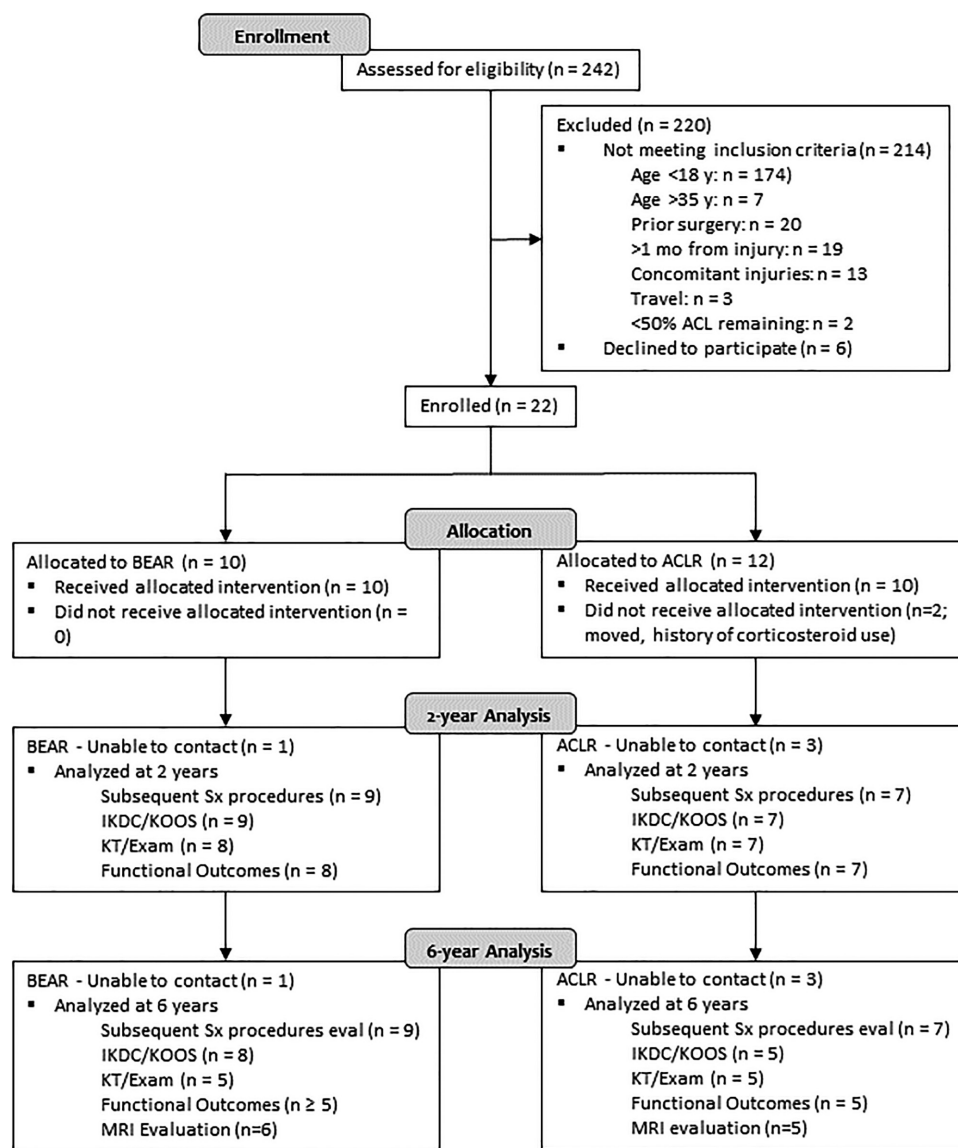 Enrollment
Assessed for eligibility (n = 242)
Excluded (n = 220)
▪ Not meeting inclusion criteria (n = 214)
Age <18 y: n = 174)
Age >35 y: n = 7
Prior surgery: n = 20
>1 mo from injury: n = 19
Concomitant injuries: n = 13
Travel: n = 3
<50% ACL remaining: n = 2
▪ Declined to participate (n = 6)
Enrolled (n = 22)
Allocation
Allocated to BEAR (n = 10)
▪ Received allocated intervention (n = 10)
▪ Did not receive allocated intervention (n =
0)
Allocated to ACLR (n = 12)
▪ Received allocated intervention (n = 10)
▪ Did not receive allocated intervention (n=2;
moved, history of corticosteroid use)
2-year Analysis
BEAR - Unable to contact (n = 1)
▪ Analyzed at 2 years
Subsequent Sx procedures (n = 9)
IKDC/KOOS (n = 9)
KT/Exam (n = 8)
Functional Outcomes (n = 8)
ACLR - Unable to contact (n = 3)
▪ Analyzed at 2 years
Subsequent Sx procedures (n = 7)
IKDC/KOOS (n = 7)
KT/Exam (n = 7)
Functional Outcomes (n = 7)
6-year Analysis
BEAR - Unable to contact (n = 1)
▪ Analyzed at 6 years
Subsequent Sx procedures eval (n = 9)
IKDC/KOOS (n = 8)
KT/Exam (n = 5)
Functional Outcomes (n ≥ 5)
MRI Evaluation (n=6)
ACLR - Unable to contact (n = 3)
▪ Analyzed at 6 years
Subsequent Sx procedures eval (n = 7)
IKDC/KOOS (n = 5)
KT/Exam (n = 5)
Functional Outcomes (n = 5)
MRI evaluation (n=5)